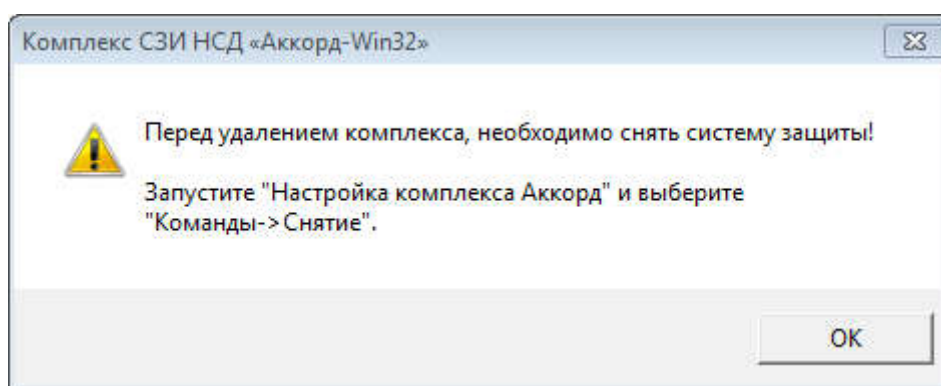 Комплекс СЗИ НСД «Аккорд-Win32»
Перед удалением комплекса, необходимо снять систему защиты!
Запустите "Настройка комплекса Аккорд" и выберите
"Команды->Снятие".
ОК